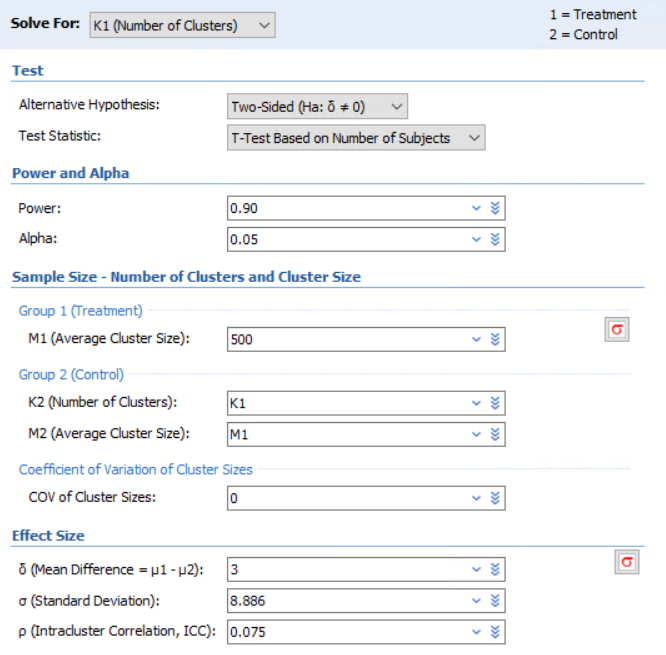 Solve For: K1 (Number of Clusters)
1 = Treatment
2 = Control
Test
Alternative Hypothesis: Two-Sided (Ha: δ ≠ 0)
Test Statistic: T-Test Based on Number of Subjects
Power and Alpha
Power: 0.90
Alpha: 0.05
Sample Size - Number of Clusters and Cluster Size
Group 1 (Treatment)
M1 (Average Cluster Size): 500
σ
Group 2 (Control)
K2 (Number of Clusters): K1
M2 (Average Cluster Size): M1
Coefficient of Variation of Cluster Sizes
COV of Cluster Sizes: 0
Effect Size
σ
δ (Mean Difference = μ1 - μ2): 3
σ (Standard Deviation): 8.886
ρ (Intracluster Correlation, ICC): 0.075